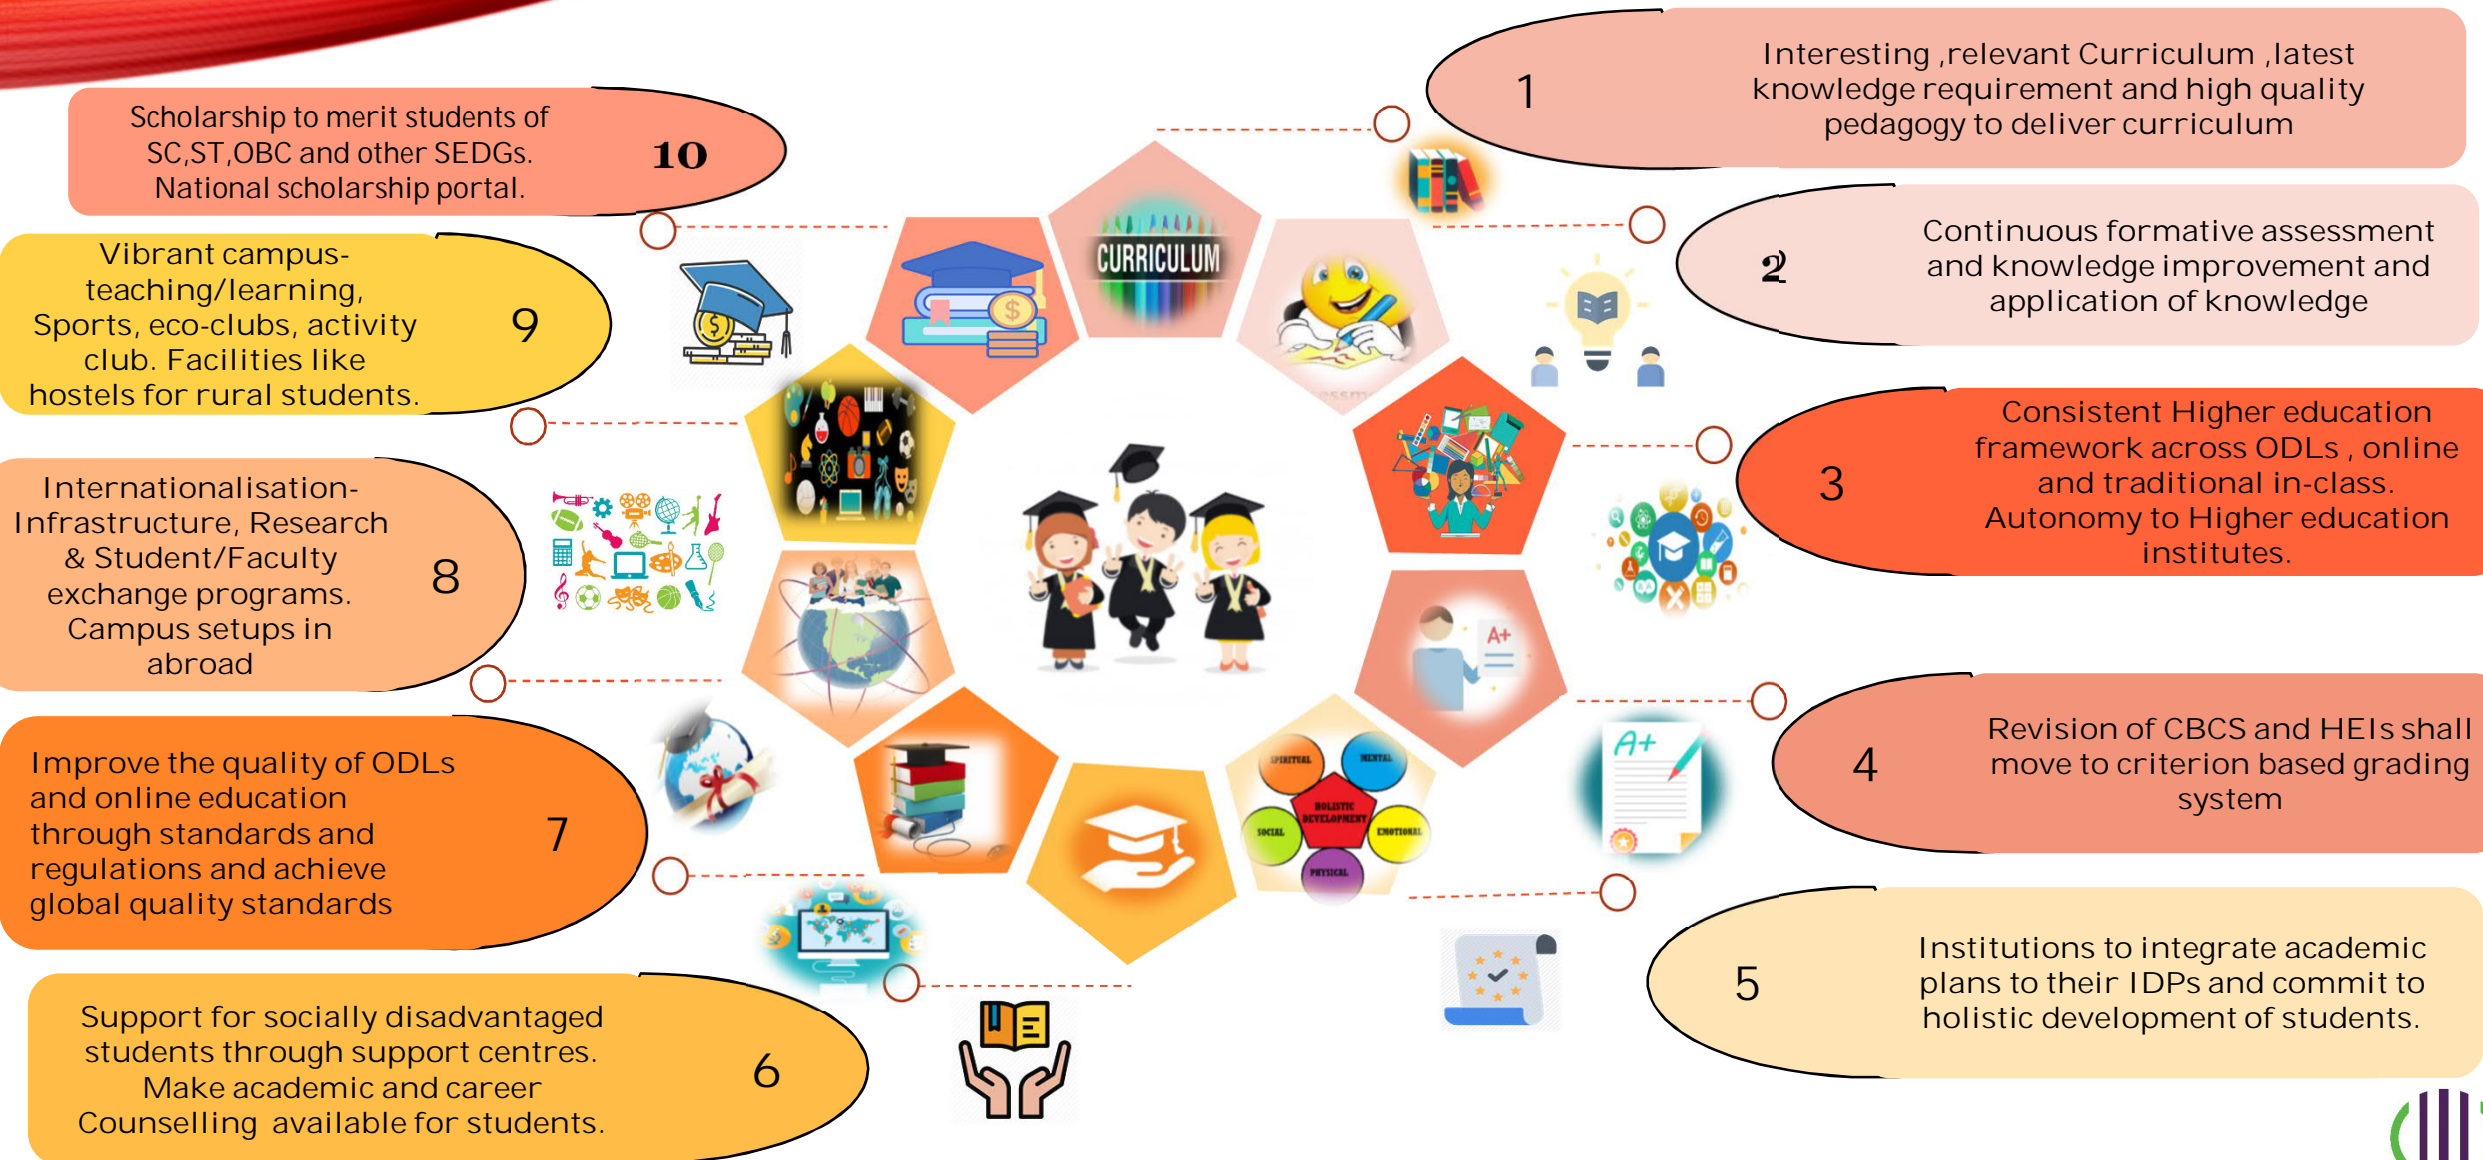 1
Interesting ,relevant Curriculum ,latest
knowledge requirement and high quality
pedagogy to deliver curriculum
2
Continuous formative assessment
and knowledge improvement and
application of knowledge
3
Consistent Higher education
framework across ODLs , online
and traditional in-class.
Autonomy to Higher education
institutes.
4
Revision of CBCS and HEIs shall
move to criterion based grading
system
5
Institutions to integrate academic
plans to their IDPs and commit to
holistic development of students.
Support for socially disadvantaged
students through support centres.
Make academic and career
Counselling available for students.
6
Improve the quality of ODLs
and online education
through standards and
regulations and achieve
global quality standards
7
Internationalisation-
Infrastructure, Research
& Student/Faculty
exchange programs.
Campus setups in
abroad
8
Vibrant campus-
teaching/learning,
Sports, eco-clubs, activity
club. Facilities like
hostels for rural students.
9
Scholarship to merit students of
SC,ST,OBC and other SEDGs.
National scholarship portal.
10
CURRICULUM
A+
A+
SPIRITUAL
MENTAL
HOLISTIC
DEVELOPMENT
SOCIAL
EMOTIONAL
PHYSICAL
$
$